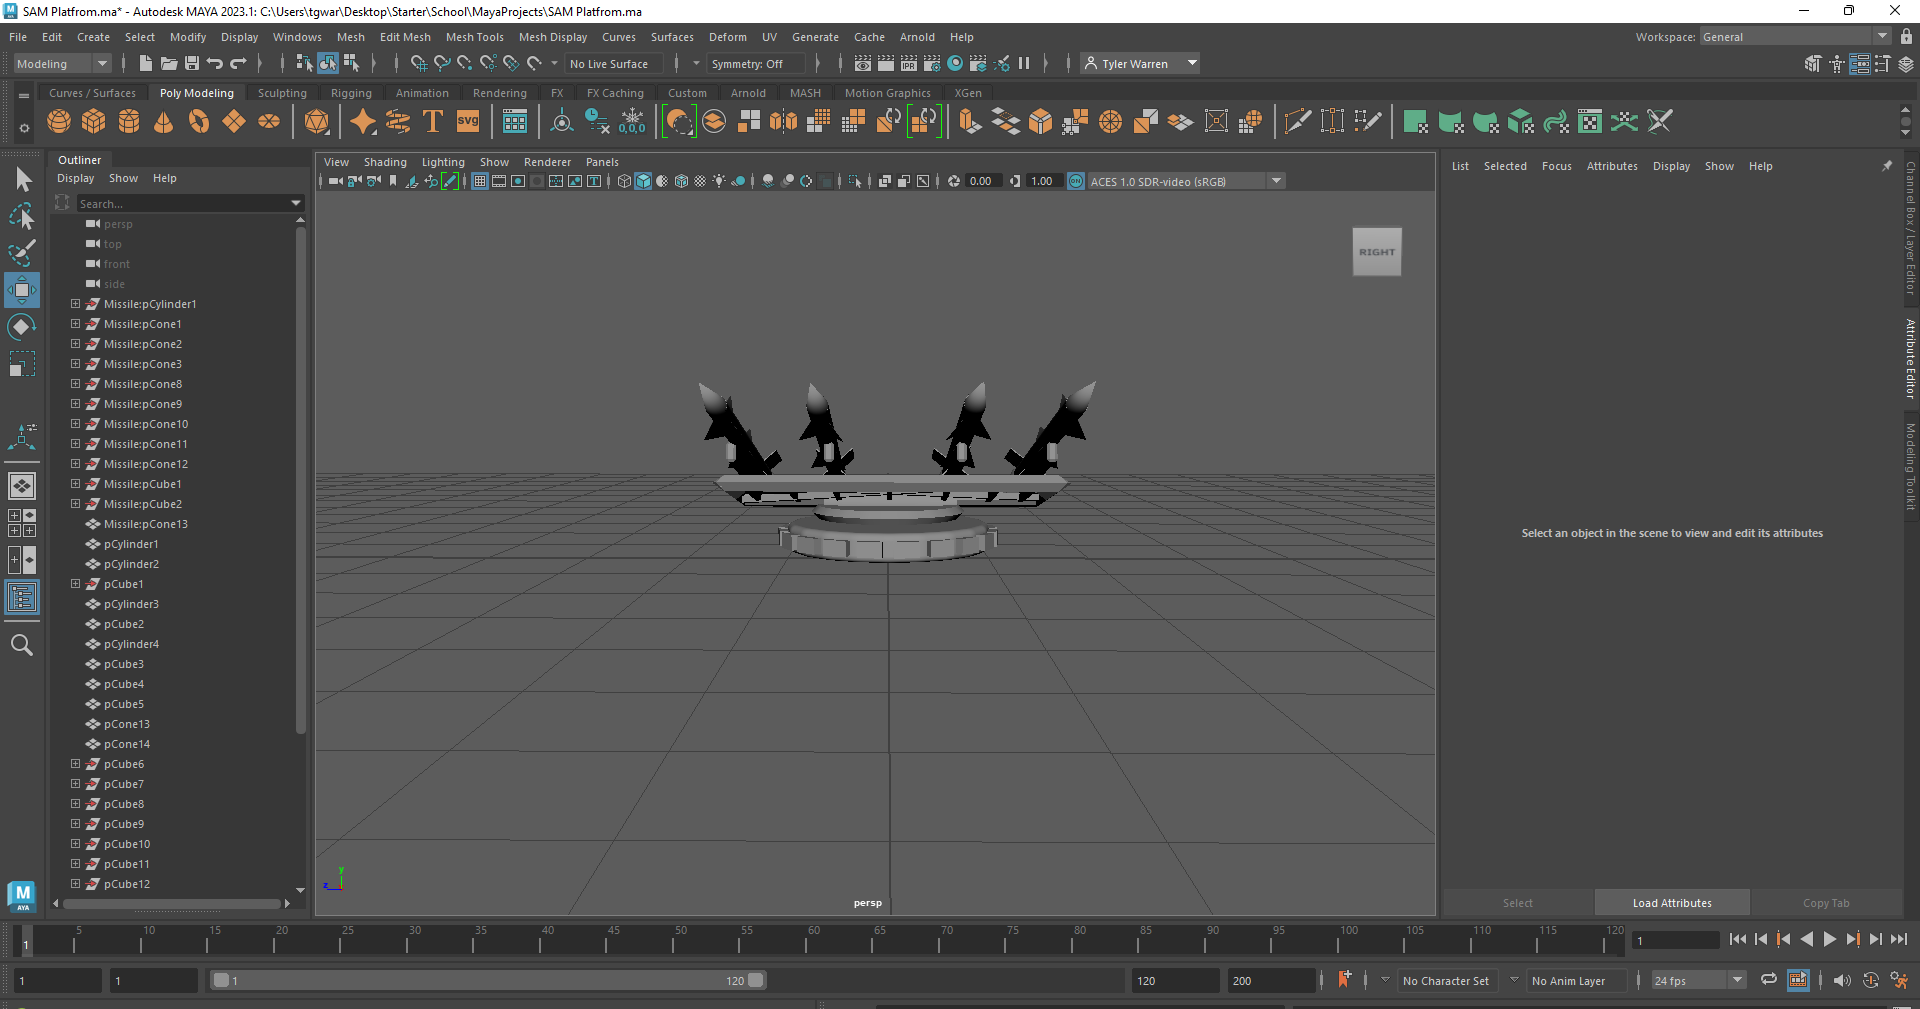 SAM Platfrom.ma* - Autodesk MAYA 2023.1: C:\Users\tgwar\Desktop\Starter\School\MayaProjects\SAM Platfrom.ma
File Edit Create Select Modify Display Windows Mesh Edit Mesh Mesh Tools Mesh Display Curves Surfaces Deform UV Generate Cache Arnold Help
Workspace: General
Modeling
No Live Surface
Symmetry: Off
IPR
Tyler Warren
Curves / Surfaces Poly Modeling Sculpting Rigging Animation Rendering FX FX Caching Custom Arnold MASH Motion Graphics XGen
T
SVG
0,0,0
Outliner
Display Show Help
Search...
persp
top
front
side
Missile:pCylinder1
Missile:pCone1
Missile:pCone2
Missile:pCone3
Missile:pCone8
Missile:pCone9
Missile:pCone10
Missile:pCone11
Missile:pCone12
Missile:pCube1
Missile:pCube2
Missile:pCone13
pCylinder1
pCylinder2
pCube1
pCylinder3
pCube2
pCylinder4
pCube3
pCube4
pCube5
pCone13
pCone14
pCube6
pCube7
pCube8
pCube9
pCube10
pCube11
pCube12
M
AYA
View Shading Lighting Show Renderer Panels
0.00
1.00
ON
ACES 1.0 SDR-video (sRGB)
RIGHT
y
z
persp
List Selected Focus Attributes Display Show Help
Select an object in the scene to view and edit its attributes
Select
Load Attributes
Copy Tab
Channel Box / Layer Editor
Attribute Editor
Modeling Toolkit
1 5 10 15 20 25 30 35 40 45 50 55 60 65 70 75 80 85 90 95 100 105 110 115 120
1
1
1
1
120
120
200
No Character Set
No Anim Layer
24 fps